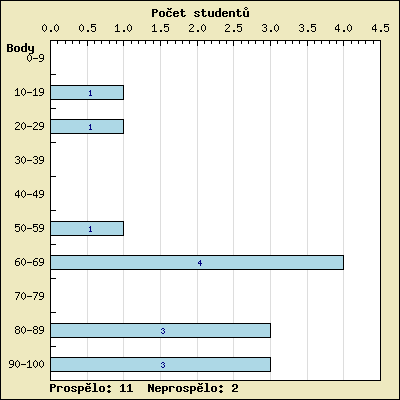 Počet studentů
0.0 0.5 1.0 1.5 2.0 2.5 3.0 3.5 4.0 4.5
Body
0-9
10-19 1
20-29 1
30-39
40-49
50-59 1
60-69 4
70-79
80-89 3
90-100 3
Prospělo: 11 Neprospělo: 2